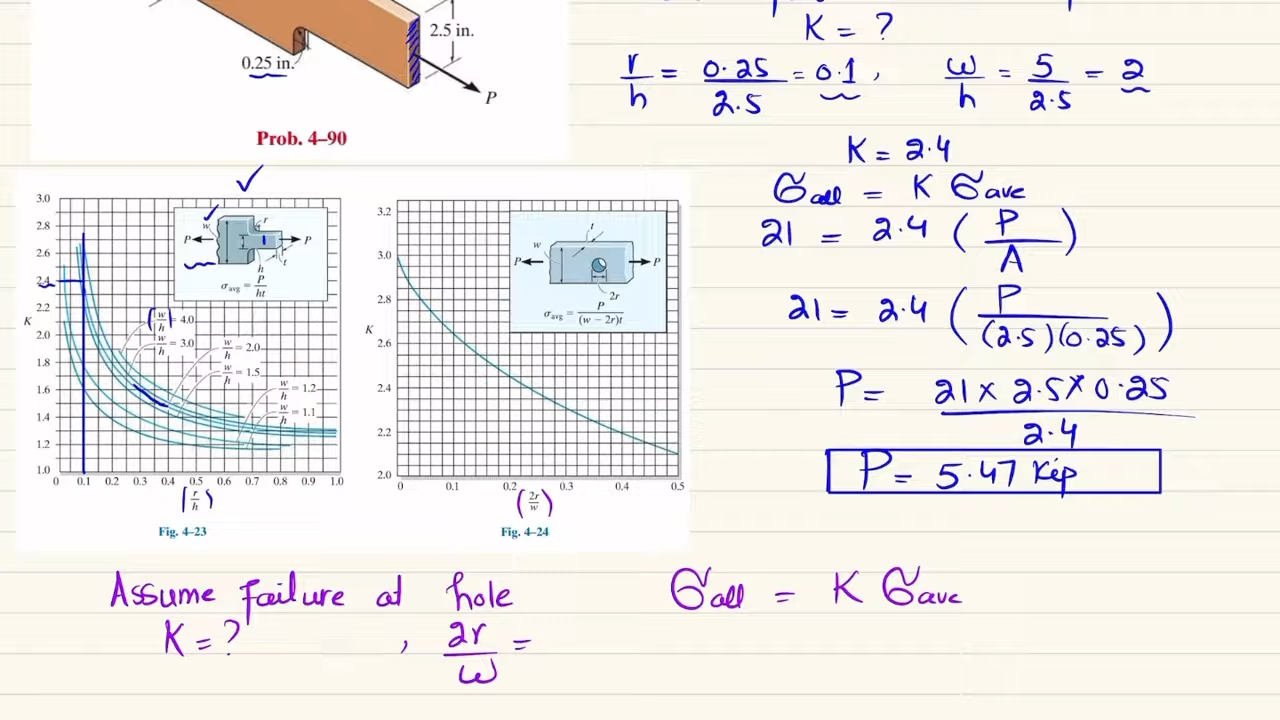 2.5 in.
0.25 in.
P
Prob. 4–90
K = ?
r/h = 0.25/2.5 = 0.1 , w/h = 5/2.5 = 2
K = 2.4
σall = K σave
21 = 2.4 ( P/A )
21 = 2.4 ( P/(2.5)(0.25) )
P = 21 × 2.5 × 0.25 / 2.4
P = 5.47 Kip
3.0
2.8
2.6
2.4
2.2
K
2.0
1.8
1.6
1.4
1.2
1.0
0 0.1 0.2 0.3 0.4 0.5 0.6 0.7 0.8 0.9 1.0
(r/h)
w r
P P
h t
σavg = P/ht
w/h = 4.0
w/h = 3.0
w/h = 2.0
w/h = 1.5
w/h = 1.2
w/h = 1.1
Fig. 4–23
3.2
3.0
2.8
K
2.6
2.4
2.2
2.0
0 0.1 0.2 0.3 0.4 0.5
(2r/w)
t
w
P P
2r
σavg = P/(w − 2r)t
Fig. 4–24
Assume failure at hole
K = ? , 2r/w =
σall = K σave